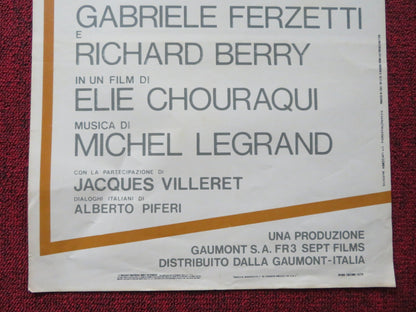 GABRIELE FERZETTI
E
RICHARD BERRY
IN UN FILM DI
ELIE CHOURAQUI
MUSICA DI
MICHEL LEGRAND
CON LA PARTECIPAZIONE DI
JACQUES VILLERET
DIALOGHI ITALIANI DI
ALBERTO PIFERI
UNA PRODUZIONE
GAUMONT S.A. FR3 SEPT FILMS
DISTRIBUITO DALLA GAUMONT-ITALIA